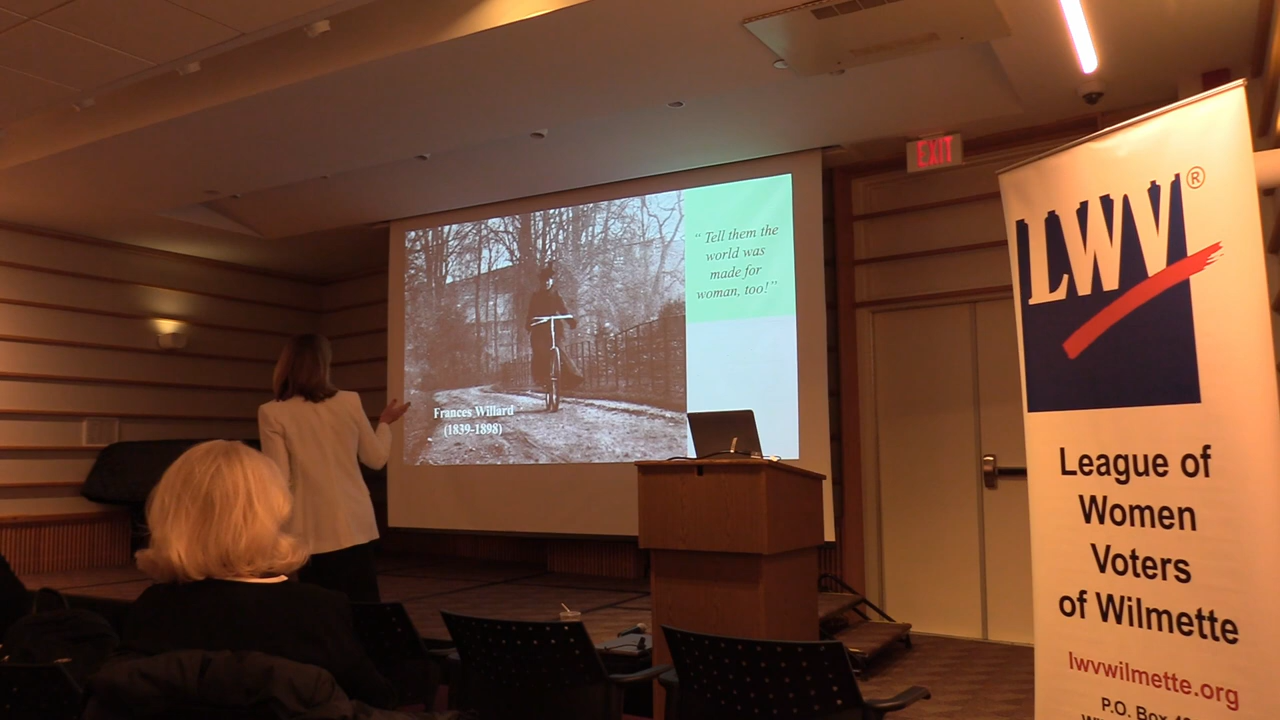 “ Tell them the
world was
made for
woman, too!”
Frances Willard
(1839-1898)
EXIT
LWV®
League of
Women
Voters
of Wilmette
lwvwilmette.org
P.O. Box